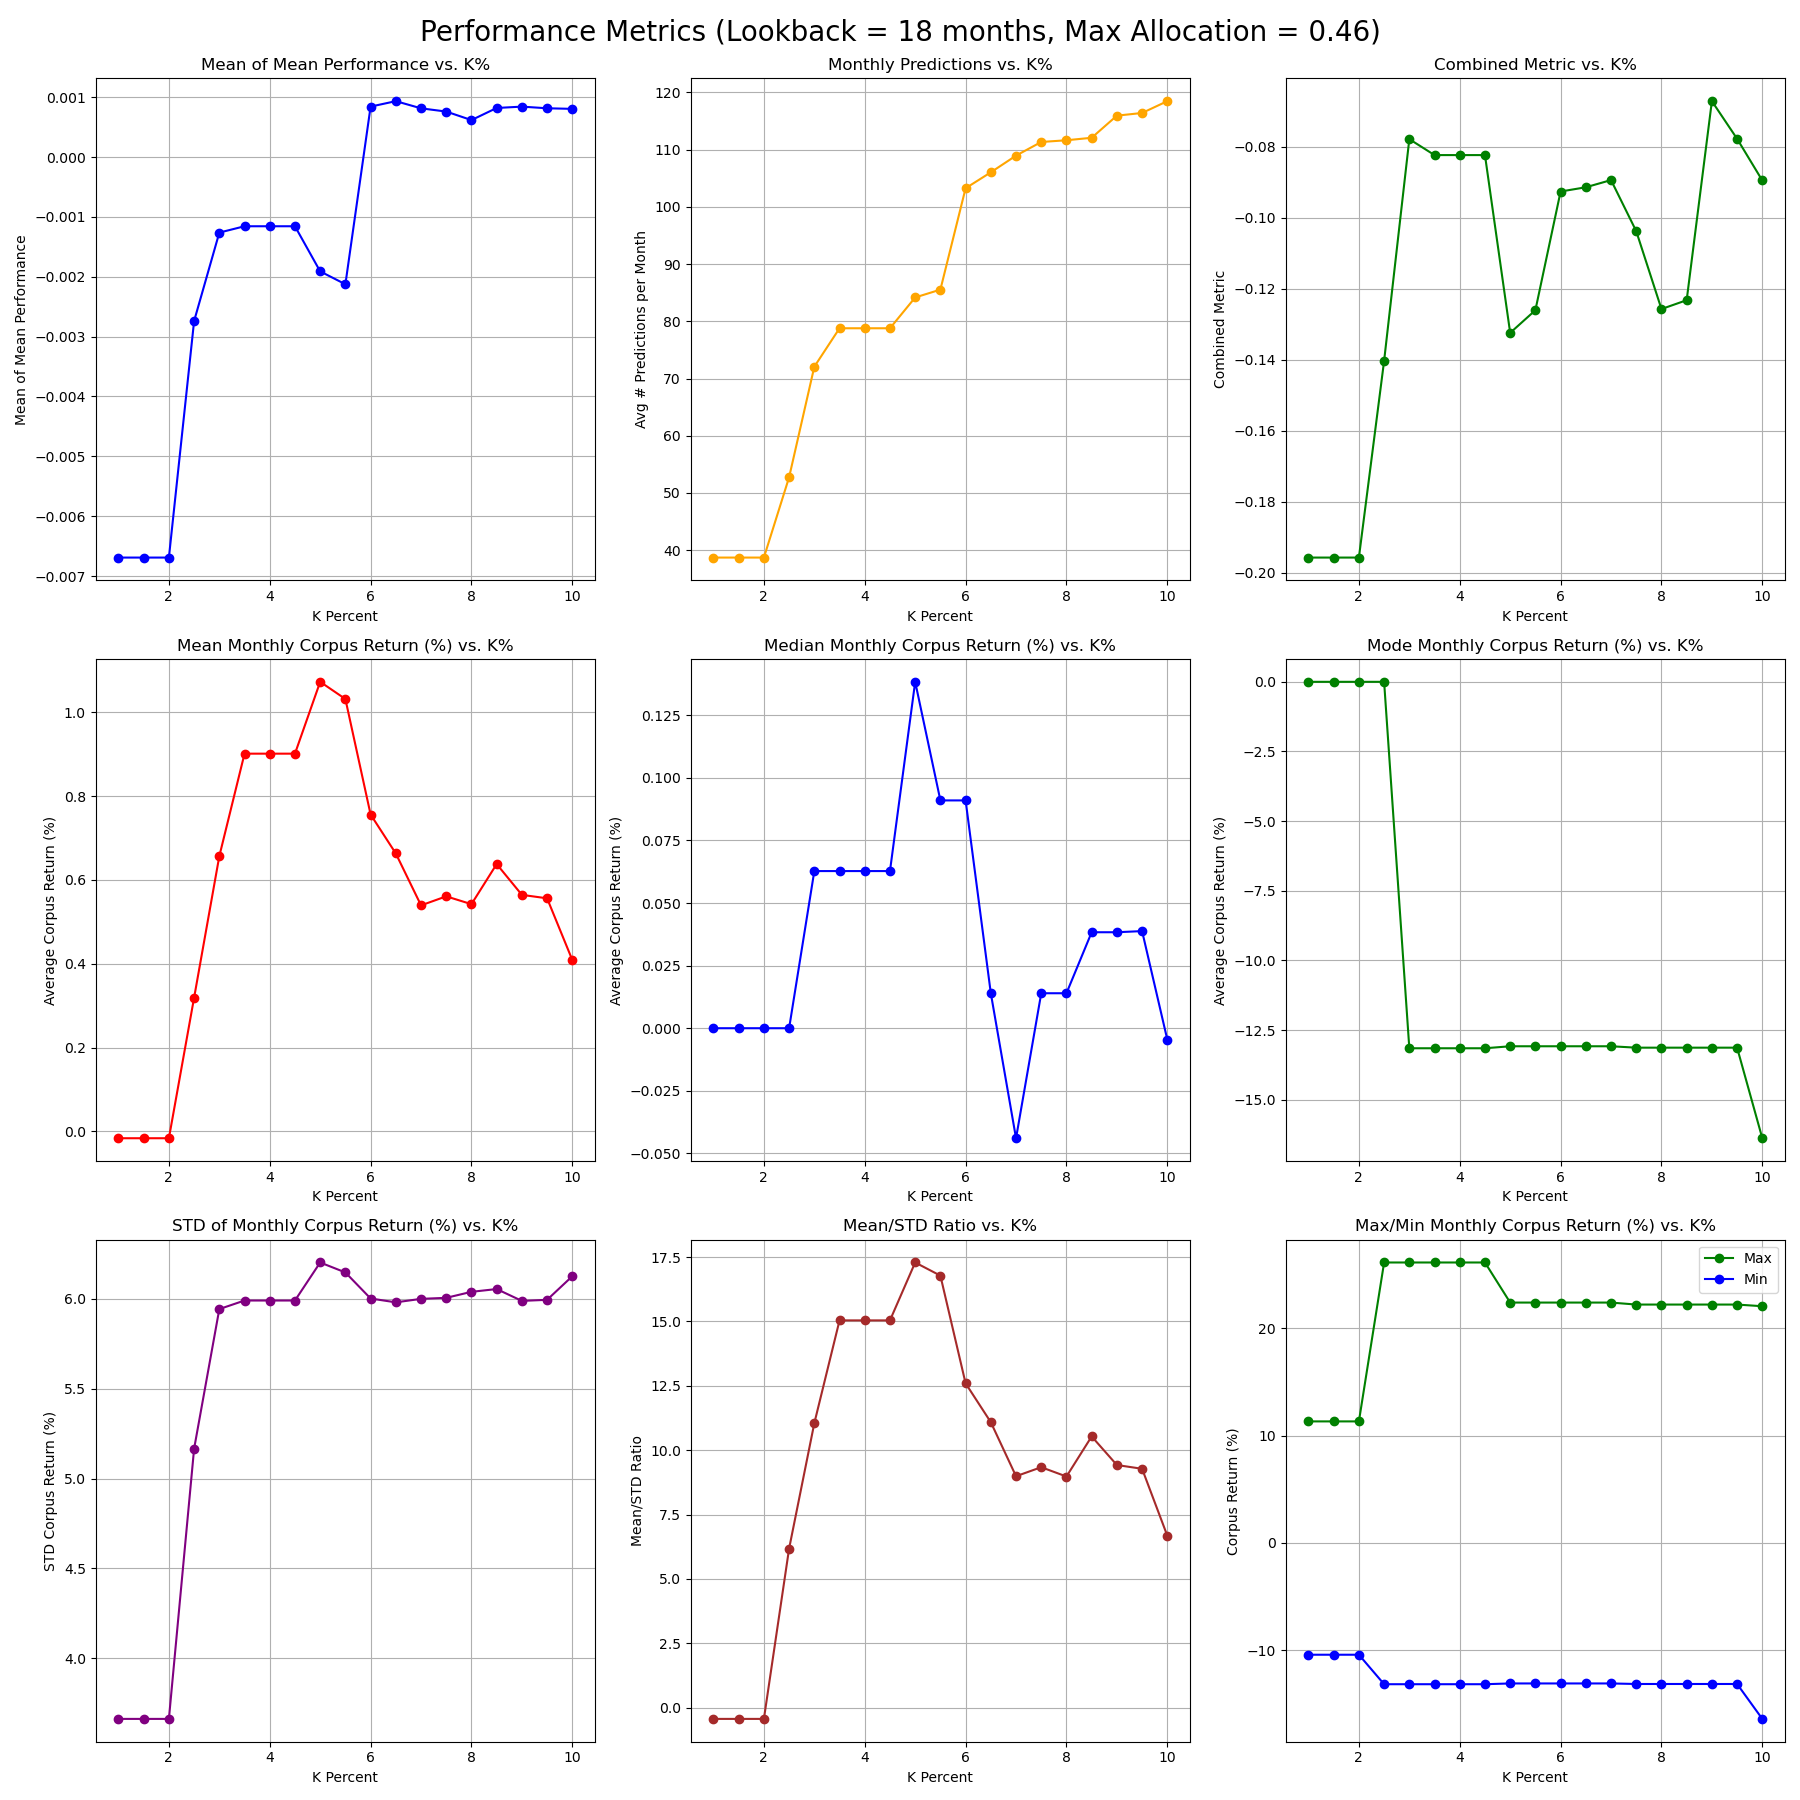 Performance Metrics (Lookback = 18 months, Max Allocation = 0.46)
Mean of Mean Performance vs. K%
Mean of Mean Performance
0.001
0.000
−0.001
−0.002
−0.003
−0.004
−0.005
−0.006
−0.007
2 4 6 8 10
K Percent
Monthly Predictions vs. K%
Avg # Predictions per Month
120
110
100
90
80
70
60
50
40
2 4 6 8 10
K Percent
Combined Metric vs. K%
Combined Metric
−0.08
−0.10
−0.12
−0.14
−0.16
−0.18
−0.20
2 4 6 8 10
K Percent
Mean Monthly Corpus Return (%) vs. K%
Average Corpus Return (%)
1.0
0.8
0.6
0.4
0.2
0.0
2 4 6 8 10
K Percent
Median Monthly Corpus Return (%) vs. K%
Average Corpus Return (%)
0.125
0.100
0.075
0.050
0.025
0.000
−0.025
−0.050
2 4 6 8 10
K Percent
Mode Monthly Corpus Return (%) vs. K%
Average Corpus Return (%)
0.0
−2.5
−5.0
−7.5
−10.0
−12.5
−15.0
2 4 6 8 10
K Percent
STD of Monthly Corpus Return (%) vs. K%
STD Corpus Return (%)
6.0
5.5
5.0
4.5
4.0
2 4 6 8 10
K Percent
Mean/STD Ratio vs. K%
Mean/STD Ratio
17.5
15.0
12.5
10.0
7.5
5.0
2.5
0.0
2 4 6 8 10
K Percent
Max/Min Monthly Corpus Return (%) vs. K%
Corpus Return (%)
Max
Min
20
10
0
−10
2 4 6 8 10
K Percent